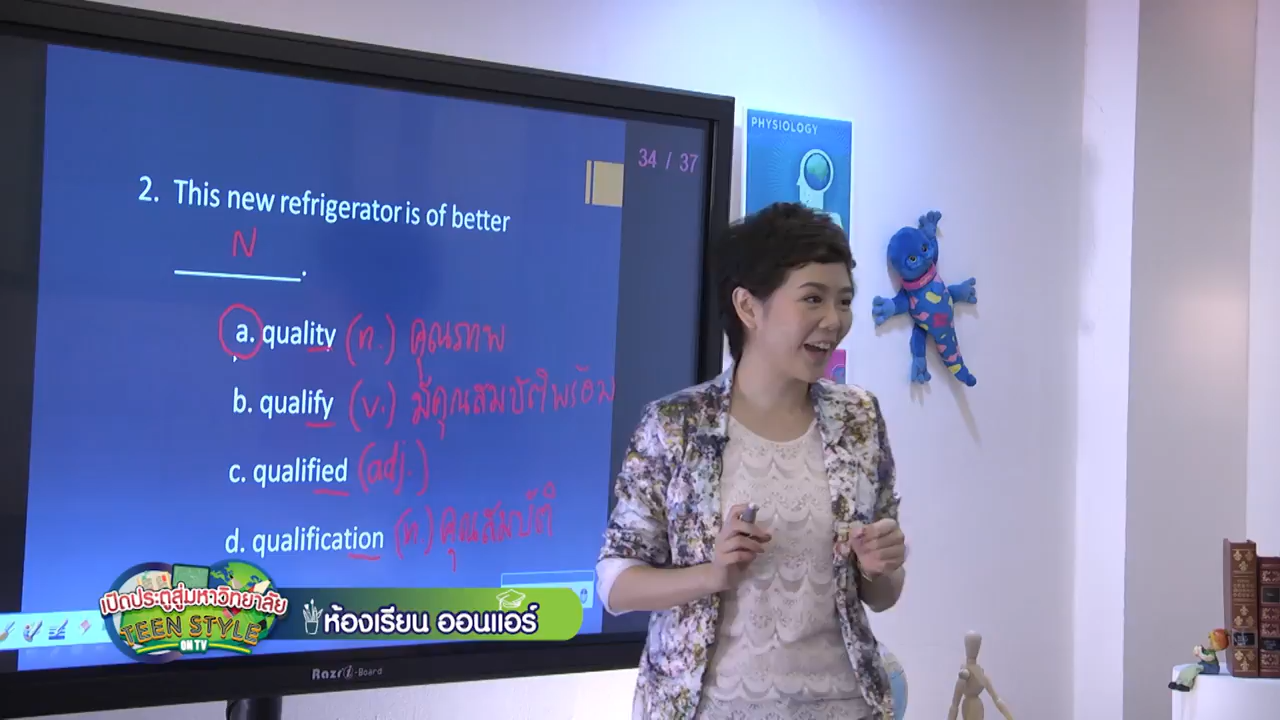 PHYSIOLOGY
34 / 37
2. This new refrigerator is of better
N
________.
a. quality (n.) คุณภาพ
b. qualify (v.) มีคุณสมบัติพร้อม
c. qualified (adj.)
d. qualification (n.) คุณสมบัติ
เปิดประตูสู่มหาวิทยาลัย
TEEN STYLE
ON TV
ห้องเรียน ออนแอร์
Razr i-Board